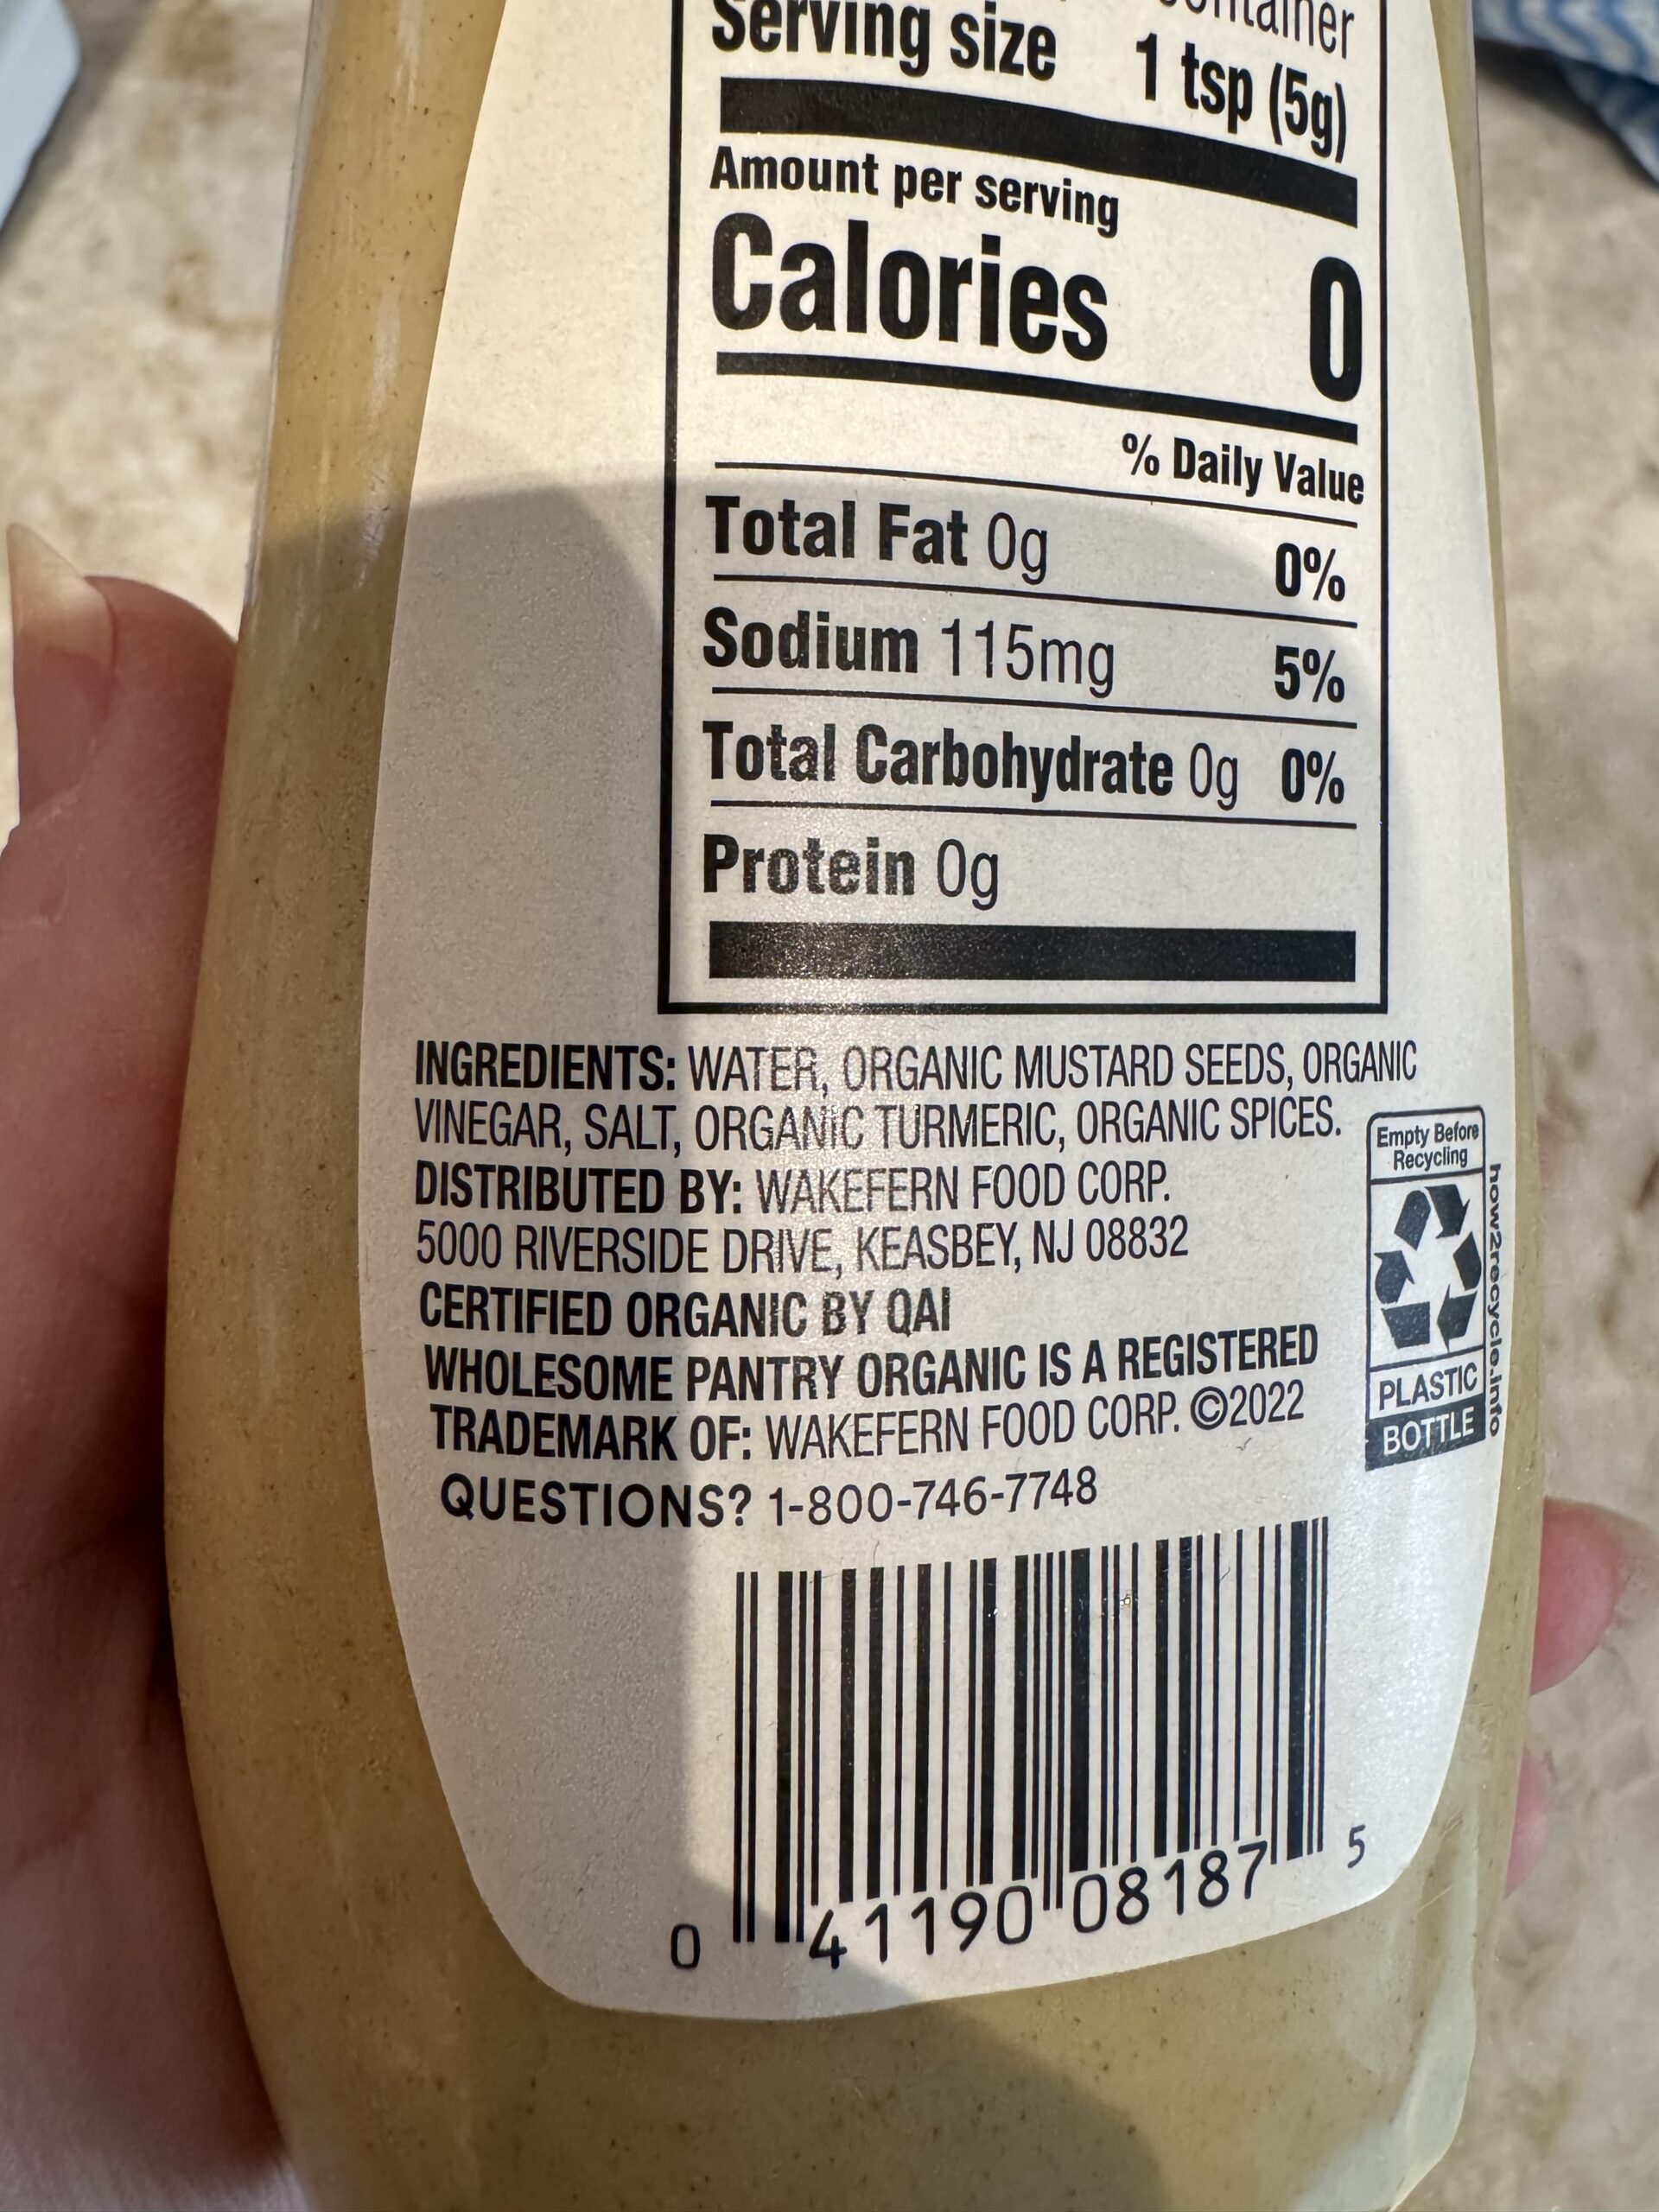 container
Serving size 1 tsp (5g)
Amount per serving
Calories 0
% Daily Value
Total Fat 0g 0%
Sodium 115mg 5%
Total Carbohydrate 0g 0%
Protein 0g
INGREDIENTS: WATER, ORGANIC MUSTARD SEEDS, ORGANIC
VINEGAR, SALT, ORGANIC TURMERIC, ORGANIC SPICES.
DISTRIBUTED BY: WAKEFERN FOOD CORP.
5000 RIVERSIDE DRIVE, KEASBEY, NJ 08832
CERTIFIED ORGANIC BY QAI
WHOLESOME PANTRY ORGANIC IS A REGISTERED
TRADEMARK OF: WAKEFERN FOOD CORP. ©2022
QUESTIONS? 1-800-746-7748
Empty Before
Recycling
PLASTIC
BOTTLE
how2recycle.info
0 41190 08187 5